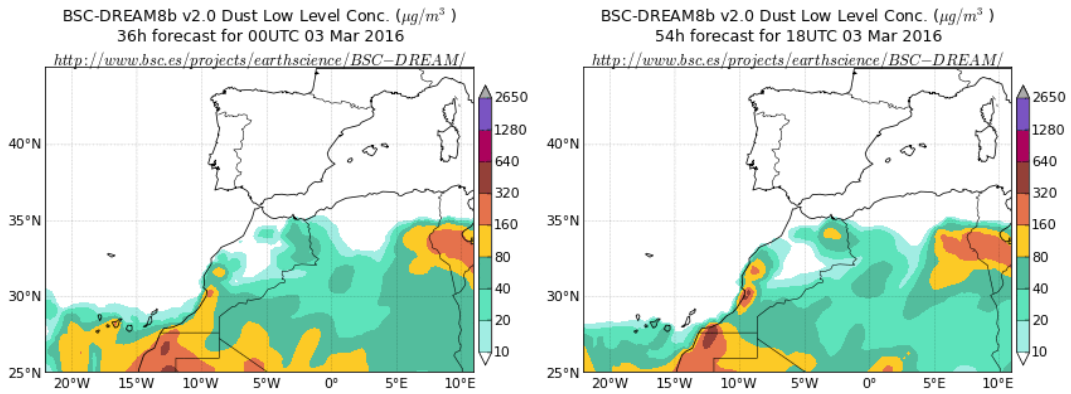 BSC-DREAM8b v2.0 Dust Low Level Conc. (μg/m³ )
36h forecast for 00UTC 03 Mar 2016
http://www.bsc.es/projects/earthscience/BSC−DREAM/
40°N
35°N
30°N
25°N
20°W 15°W 10°W 5°W 0° 5°E 10°E
2650
1280
640
320
160
80
40
20
10
BSC-DREAM8b v2.0 Dust Low Level Conc. (μg/m³ )
54h forecast for 18UTC 03 Mar 2016
http://www.bsc.es/projects/earthscience/BSC−DREAM/
40°N
35°N
30°N
25°N
20°W 15°W 10°W 5°W 0° 5°E 10°E
2650
1280
640
320
160
80
40
20
10